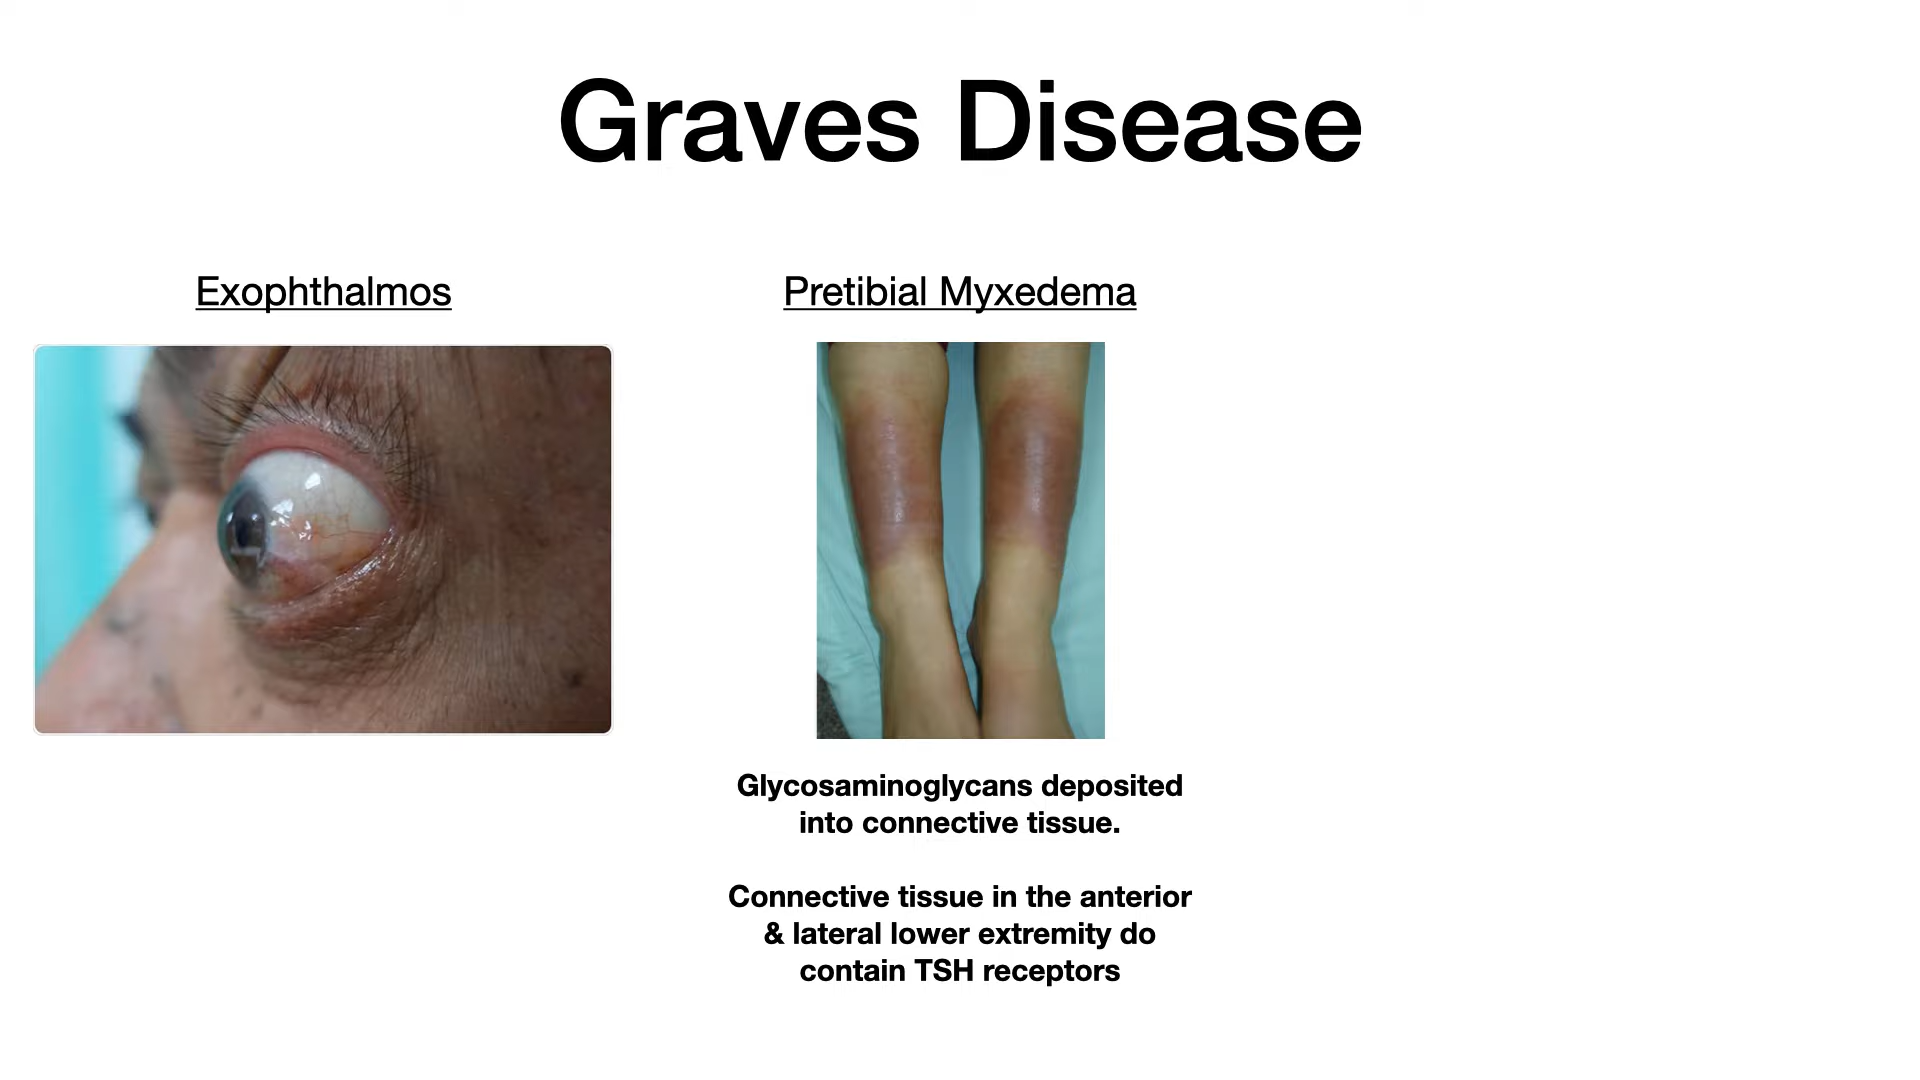 Graves Disease
Exophthalmos
Pretibial Myxedema
Glycosaminoglycans deposited
into connective tissue.
Connective tissue in the anterior
& lateral lower extremity do
contain TSH receptors